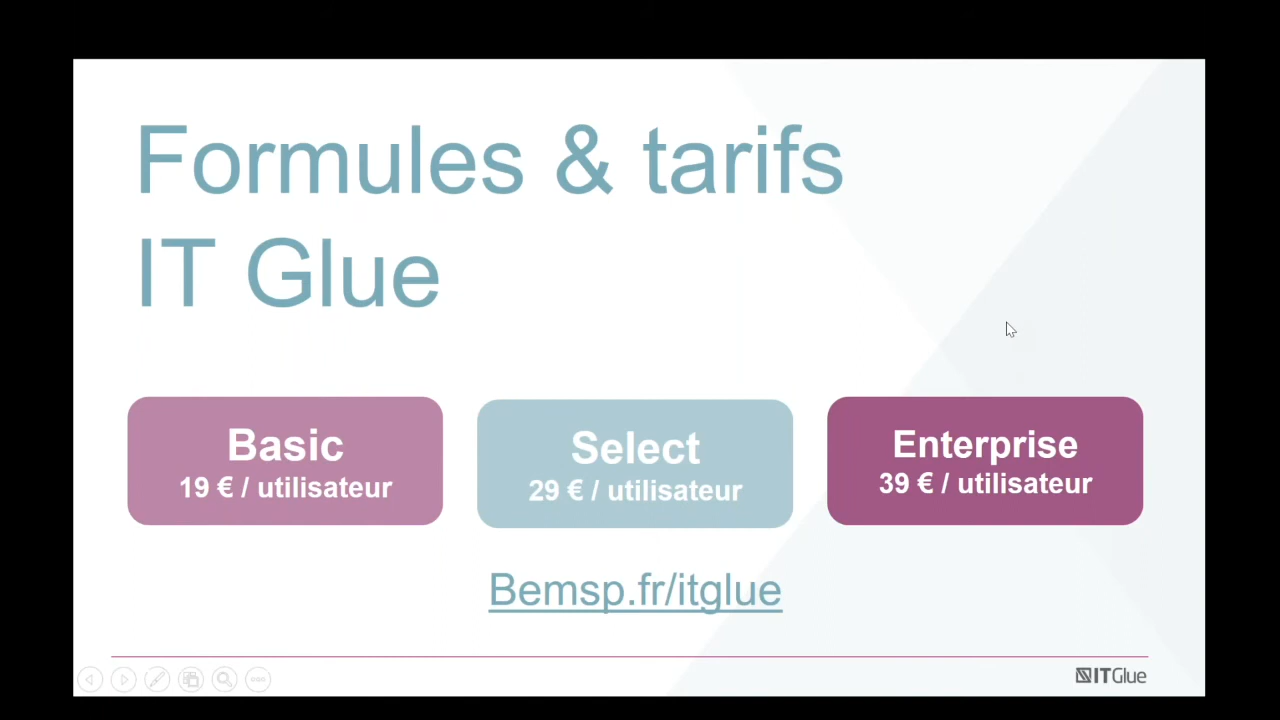 Formules & tarifs
IT Glue
Basic
19 € / utilisateur
Select
29 € / utilisateur
Enterprise
39 € / utilisateur
Bemsp.fr/itglue
ITGlue